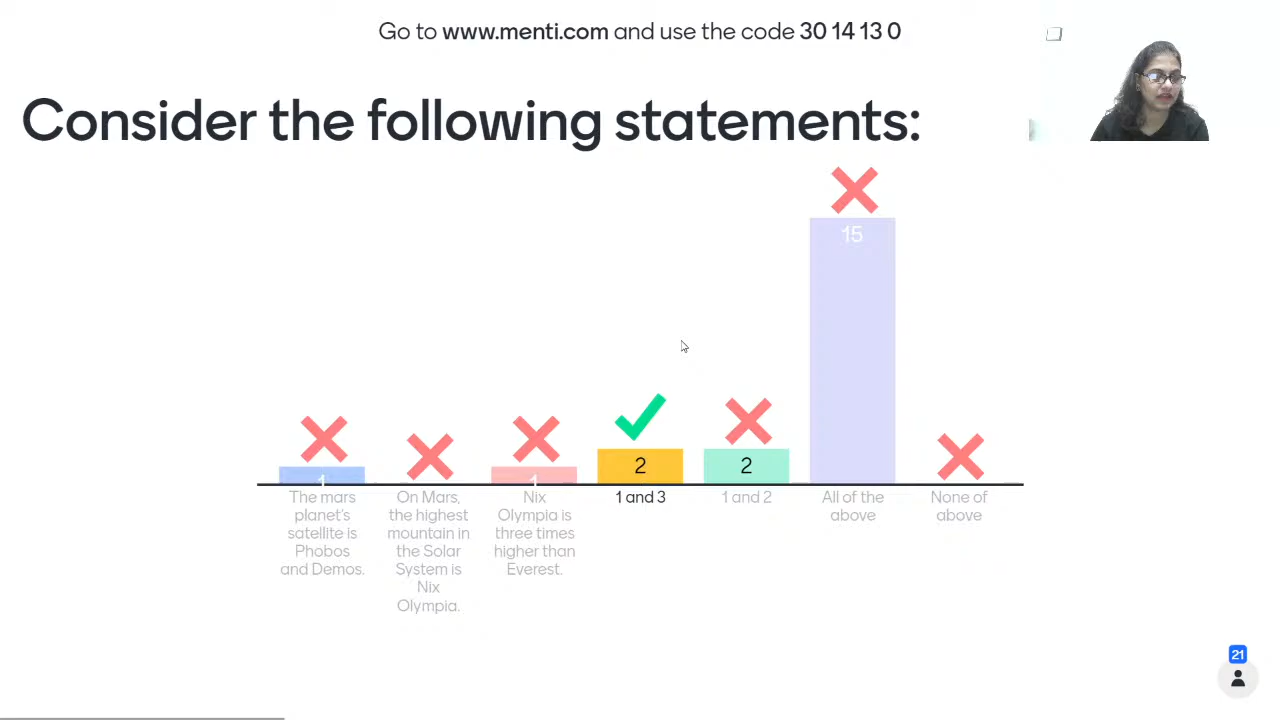 Go to www.menti.com and use the code 30 14 13 0
Consider the following statements:
15
1
1
2
2
The mars
planet's
satellite is
Phobos
and Demos.
On Mars,
the highest
mountain in
the Solar
System is
Nix
Olympia.
Nix
Olympia is
three times
higher than
Everest.
1 and 3
1 and 2
All of the
above
None of
above
21